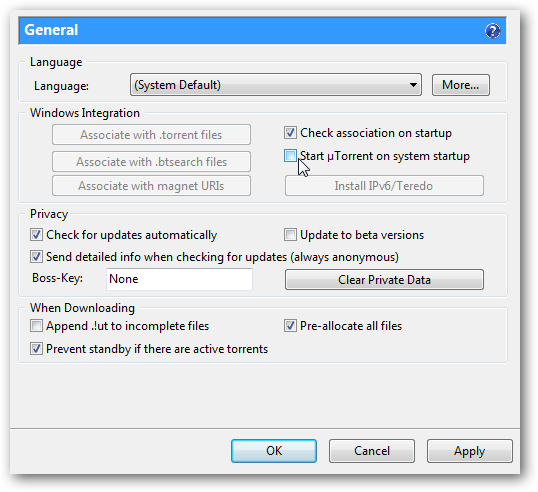 General
Language
Language:
(System Default)
More...
Windows Integration
Associate with .torrent files
Check association on startup
Associate with .btsearch files
Start µTorrent on system startup
Associate with magnet URIs
Install IPv6/Teredo
Privacy
Check for updates automatically
Update to beta versions
Send detailed info when checking for updates (always anonymous)
Boss-Key:
None
Clear Private Data
When Downloading
Append .!ut to incomplete files
Pre-allocate all files
Prevent standby if there are active torrents
OK
Cancel
Apply